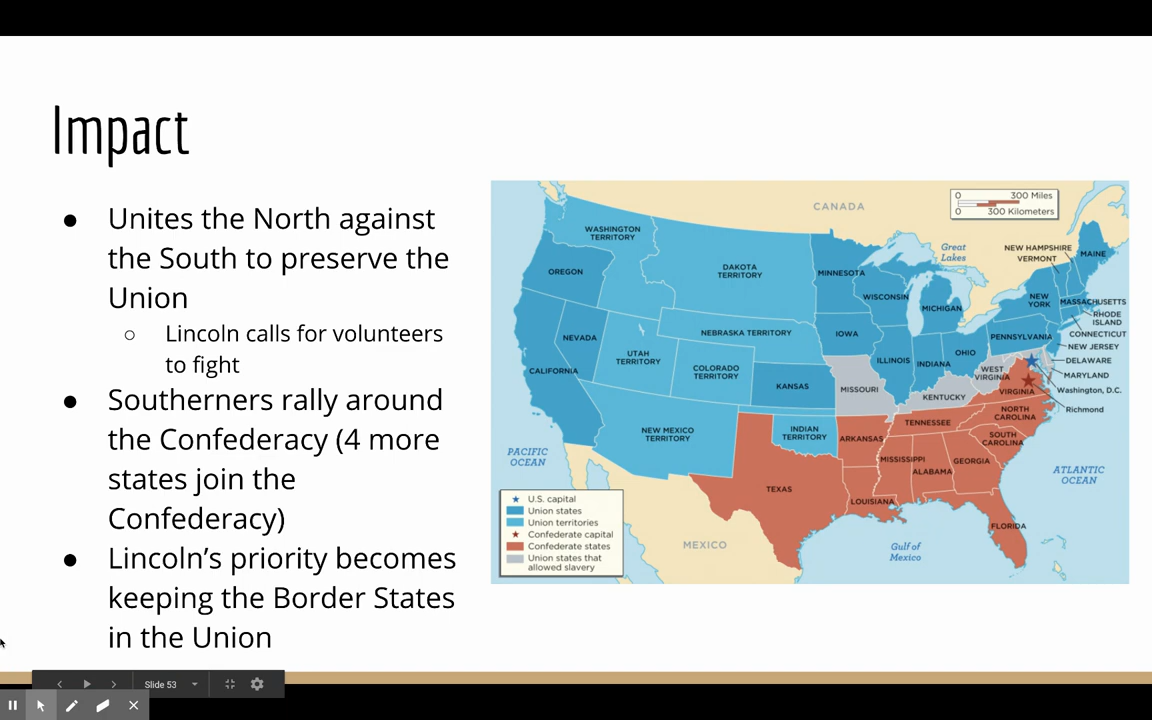 Impact
● Unites the North against
the South to preserve the
Union
○ Lincoln calls for volunteers
to fight
● Southerners rally around
the Confederacy (4 more
states join the
Confederacy)
● Lincoln’s priority becomes
keeping the Border States
in the Union
CANADA
0 300 Miles
0 300 Kilometers
WASHINGTON
TERRITORY
OREGON
DAKOTA
TERRITORY
MINNESOTA
Great
Lakes
NEW HAMPSHIRE
VERMONT
MAINE
WISCONSIN
MICHIGAN
NEW
YORK
MASSACHUSETTS
RHODE
ISLAND
CONNECTICUT
NEW JERSEY
DELAWARE
MARYLAND
Washington, D.C.
Richmond
NEVADA
NEBRASKA TERRITORY
IOWA
PENNSYLVANIA
UTAH
TERRITORY
COLORADO
TERRITORY
ILLINOIS
INDIANA
OHIO
CALIFORNIA
KANSAS
MISSOURI
WEST
VIRGINIA
VIRGINIA
KENTUCKY
NEW MEXICO
TERRITORY
INDIAN
TERRITORY
ARKANSAS
TENNESSEE
NORTH
CAROLINA
SOUTH
CAROLINA
MISSISSIPPI
ALABAMA
GEORGIA
PACIFIC
OCEAN
ATLANTIC
OCEAN
TEXAS
LOUISIANA
FLORIDA
MEXICO
Gulf of
Mexico
U.S. capital
Union states
Union territories
Confederate capital
Confederate states
Union states that
allowed slavery
Slide 53